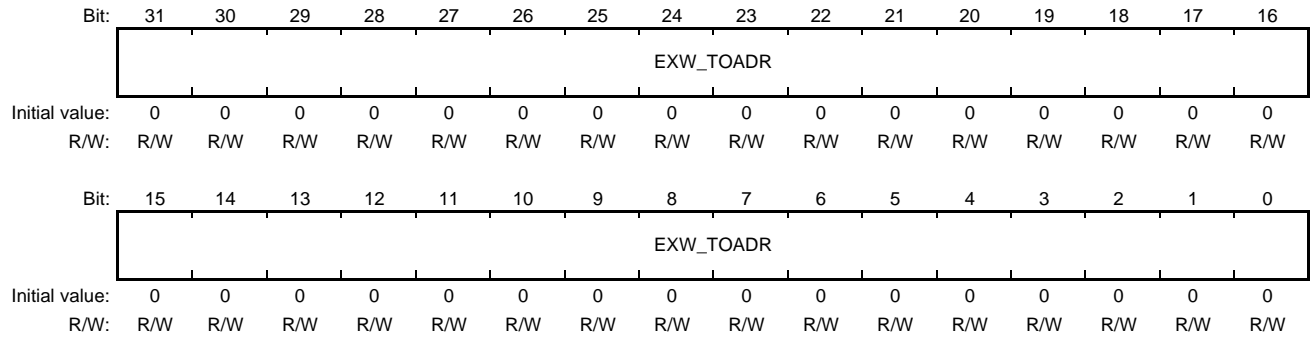 Bit: 31 30 29 28 27 26 25 24 23 22 21 20 19 18 17 16
EXW_TOADR
Initial value: 0 0 0 0 0 0 0 0 0 0 0 0 0 0 0 0
R/W: R/W R/W R/W R/W R/W R/W R/W R/W R/W R/W R/W R/W R/W R/W R/W R/W
Bit: 15 14 13 12 11 10 9 8 7 6 5 4 3 2 1 0
EXW_TOADR
Initial value: 0 0 0 0 0 0 0 0 0 0 0 0 0 0 0 0
R/W: R/W R/W R/W R/W R/W R/W R/W R/W R/W R/W R/W R/W R/W R/W R/W R/W